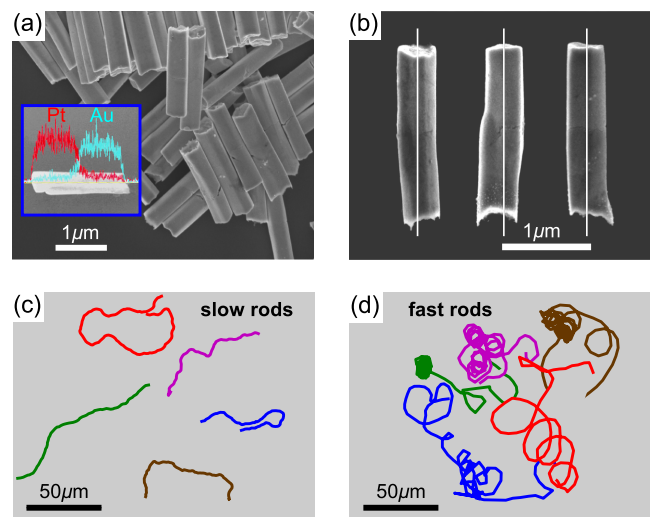 (a)
Pt Au
1μm
(b)
1μm
(c)
slow rods
50μm
(d)
fast rods
50μm